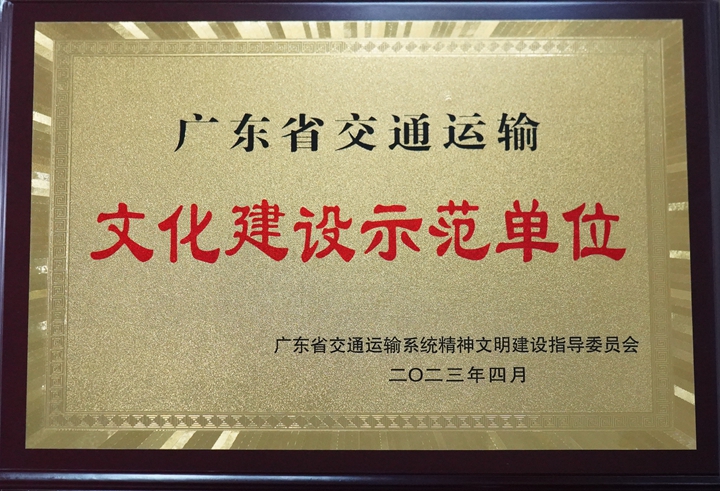 广东省交通运输
文化建设示范单位
广东省交通运输系统精神文明建设指导委员会
二〇二三年四月